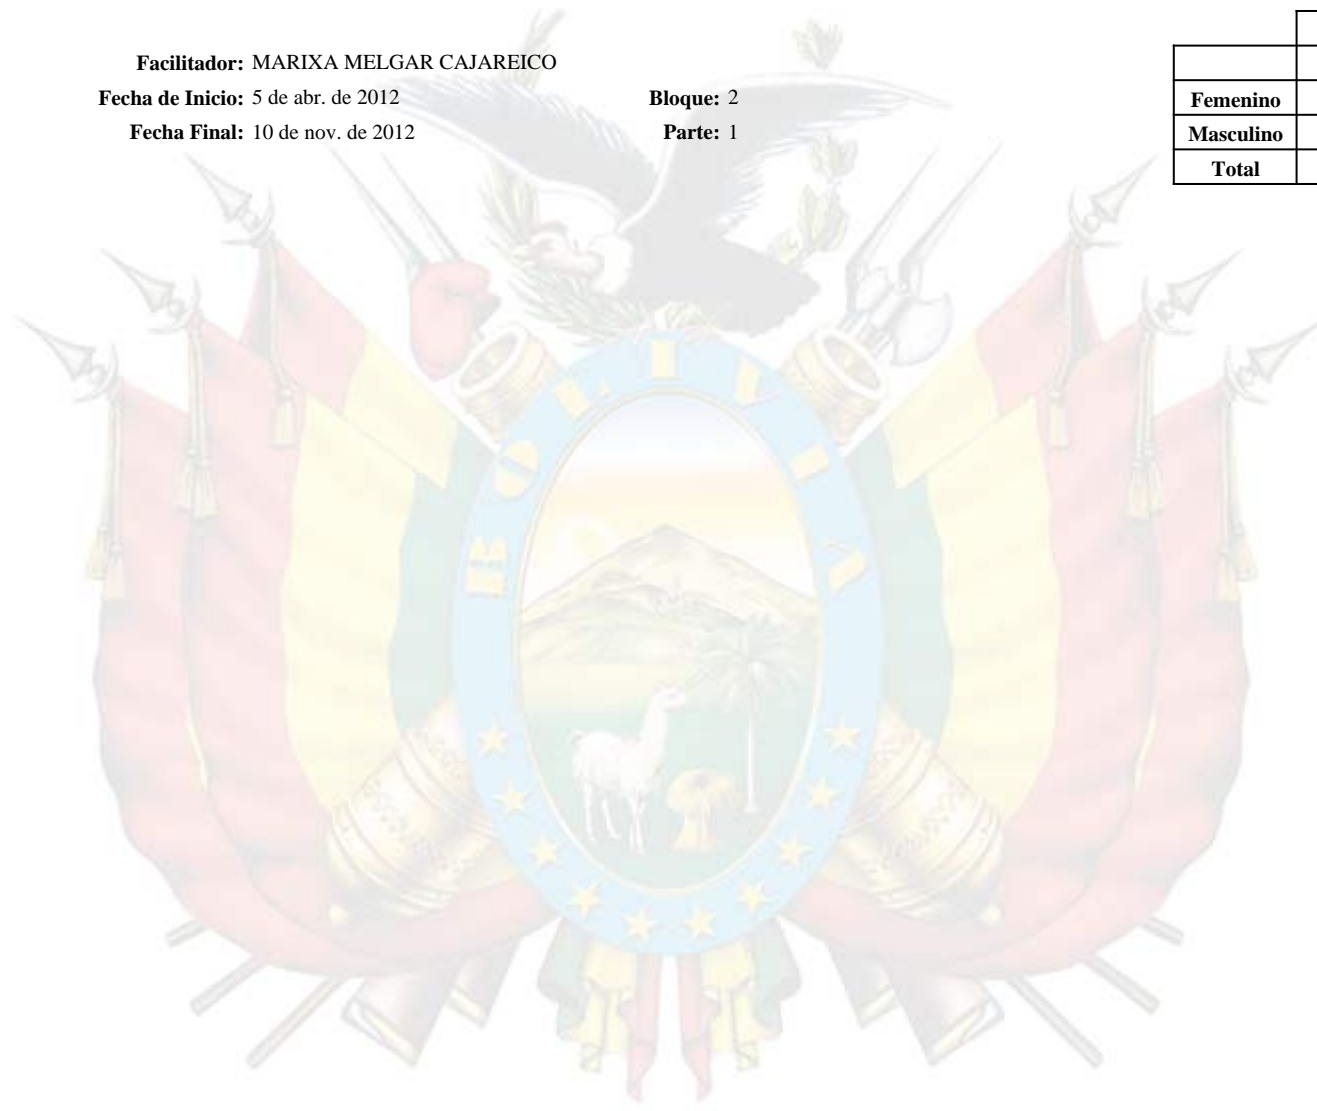 Facilitador: MARIXA MELGAR CAJAREICO
Fecha de Inicio: 5 de abr. de 2012 Bloque: 2
Fecha Final: 10 de nov. de 2012 Parte: 1
Femenino
Masculino
Total
BOLIVIA